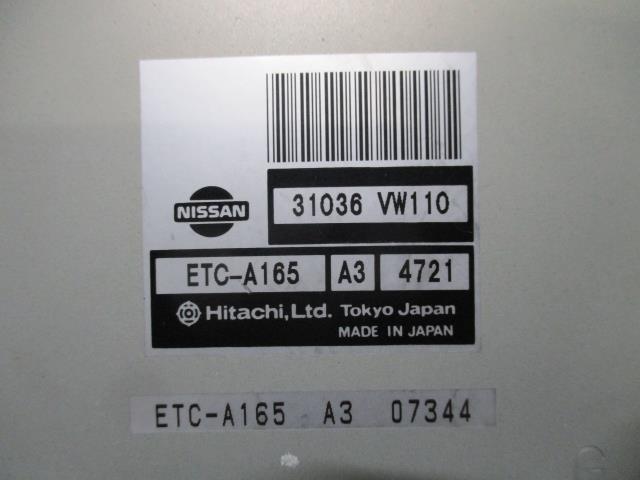 31036 VW110
NISSAN
ETC-A165 A3 4721
Hitachi, Ltd. Tokyo Japan
MADE IN JAPAN
ETC-A165 A3 07344